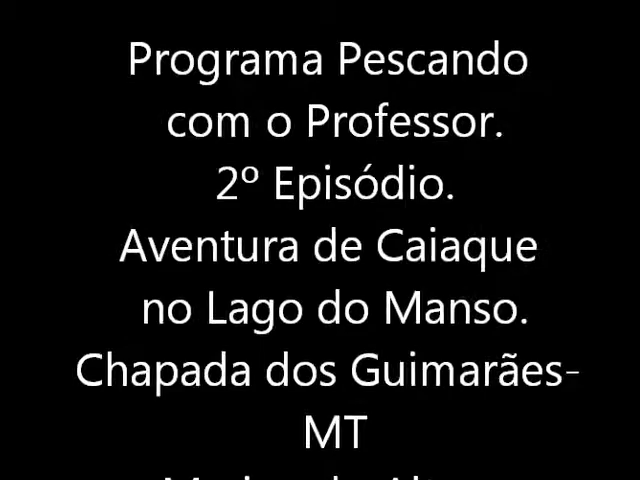 Programa Pescando
com o Professor.
2º Episódio.
Aventura de Caiaque
no Lago do Manso.
Chapada dos Guimarães-
MT